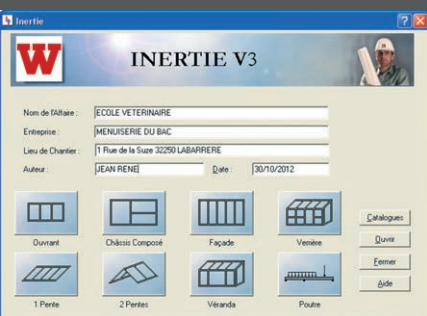 Inertie
W INERTIE V3
Nom de l'Affaire : ECOLE VETERINAIRE
Entreprise : MENUISERIE DU BAC
Lieu de Chantier : 1 Rue de la Suze 32250 LABARRERE
Auteur : JEAN RENE Date : 30/10/2012
Ouvrant Châssis Composé Façade Verrière
1 Pente 2 Pentes Véranda Poutre
Catalogues
Ouvrir
Fermer
Aide